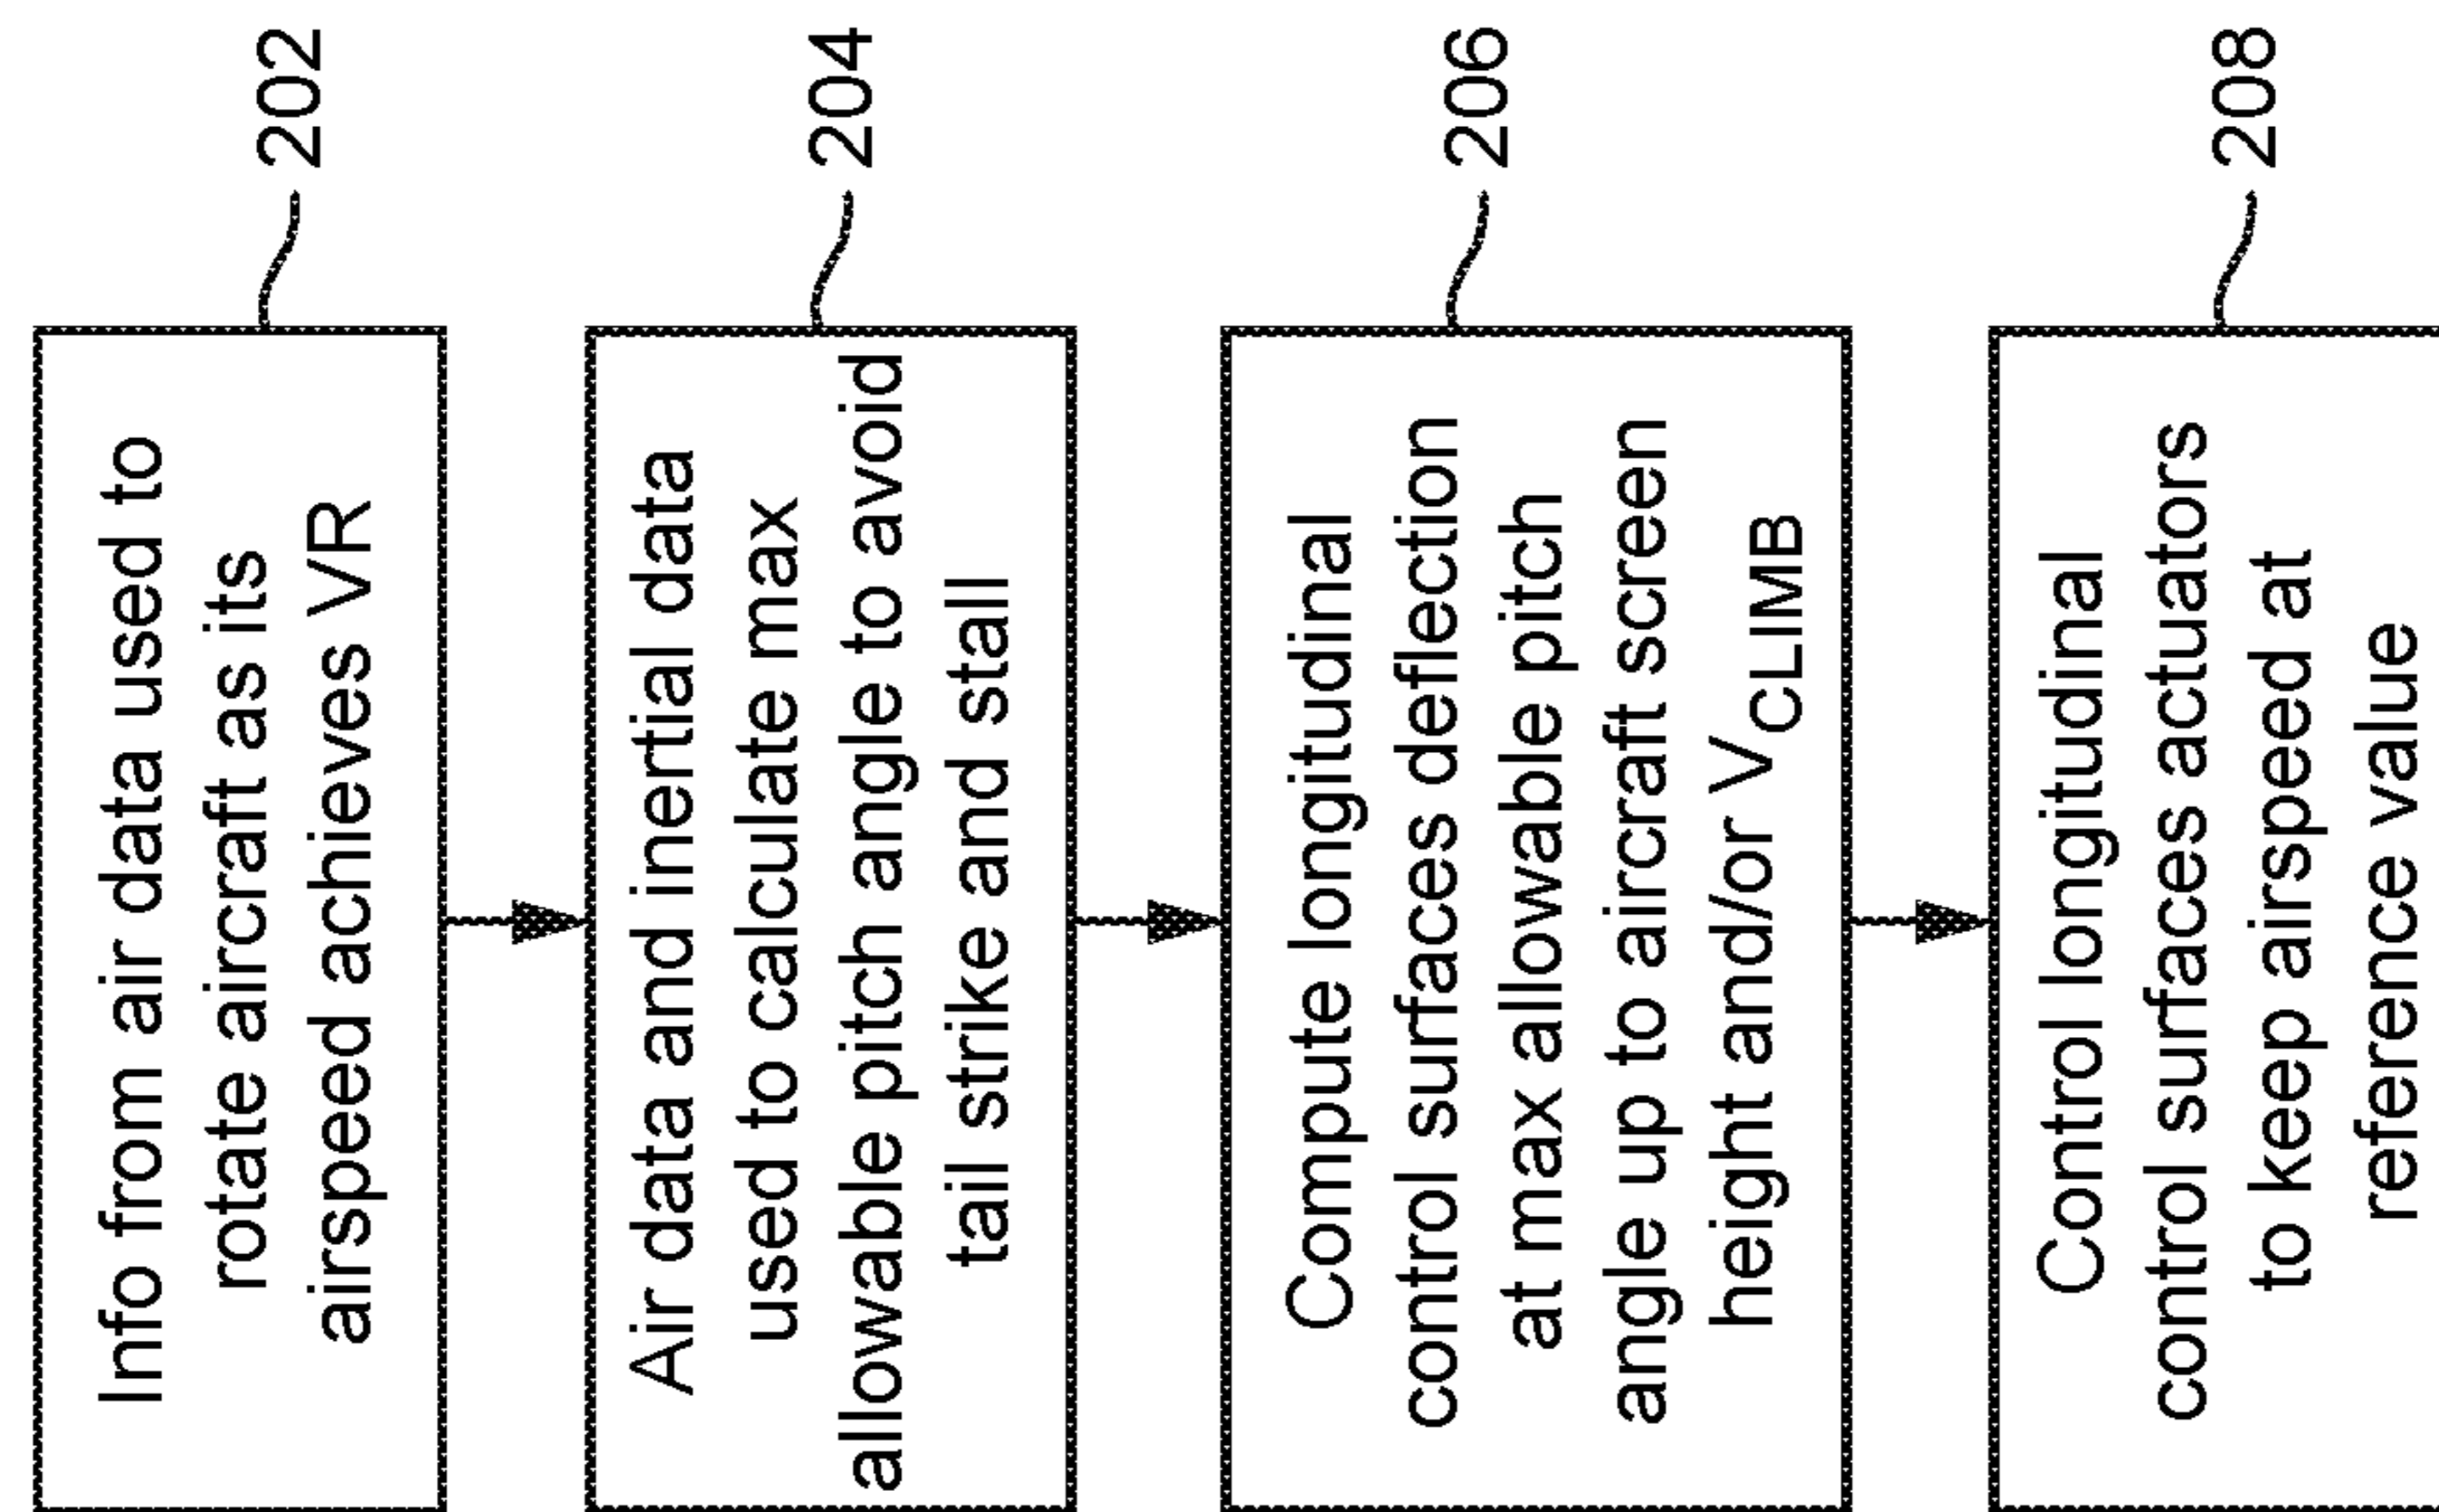 Info from air data used to
rotate aircraft as its
airspeed achieves VR
202
Air data and inertial data
used to calculate max
allowable pitch angle to avoid
tail strike and stall
204
Compute longitudinal
control surfaces deflection
at max allowable pitch
angle up to aircraft screen
height and/or VCLIMB
206
Control longitudinal
control surfaces actuators
to keep airspeed at
reference value
208